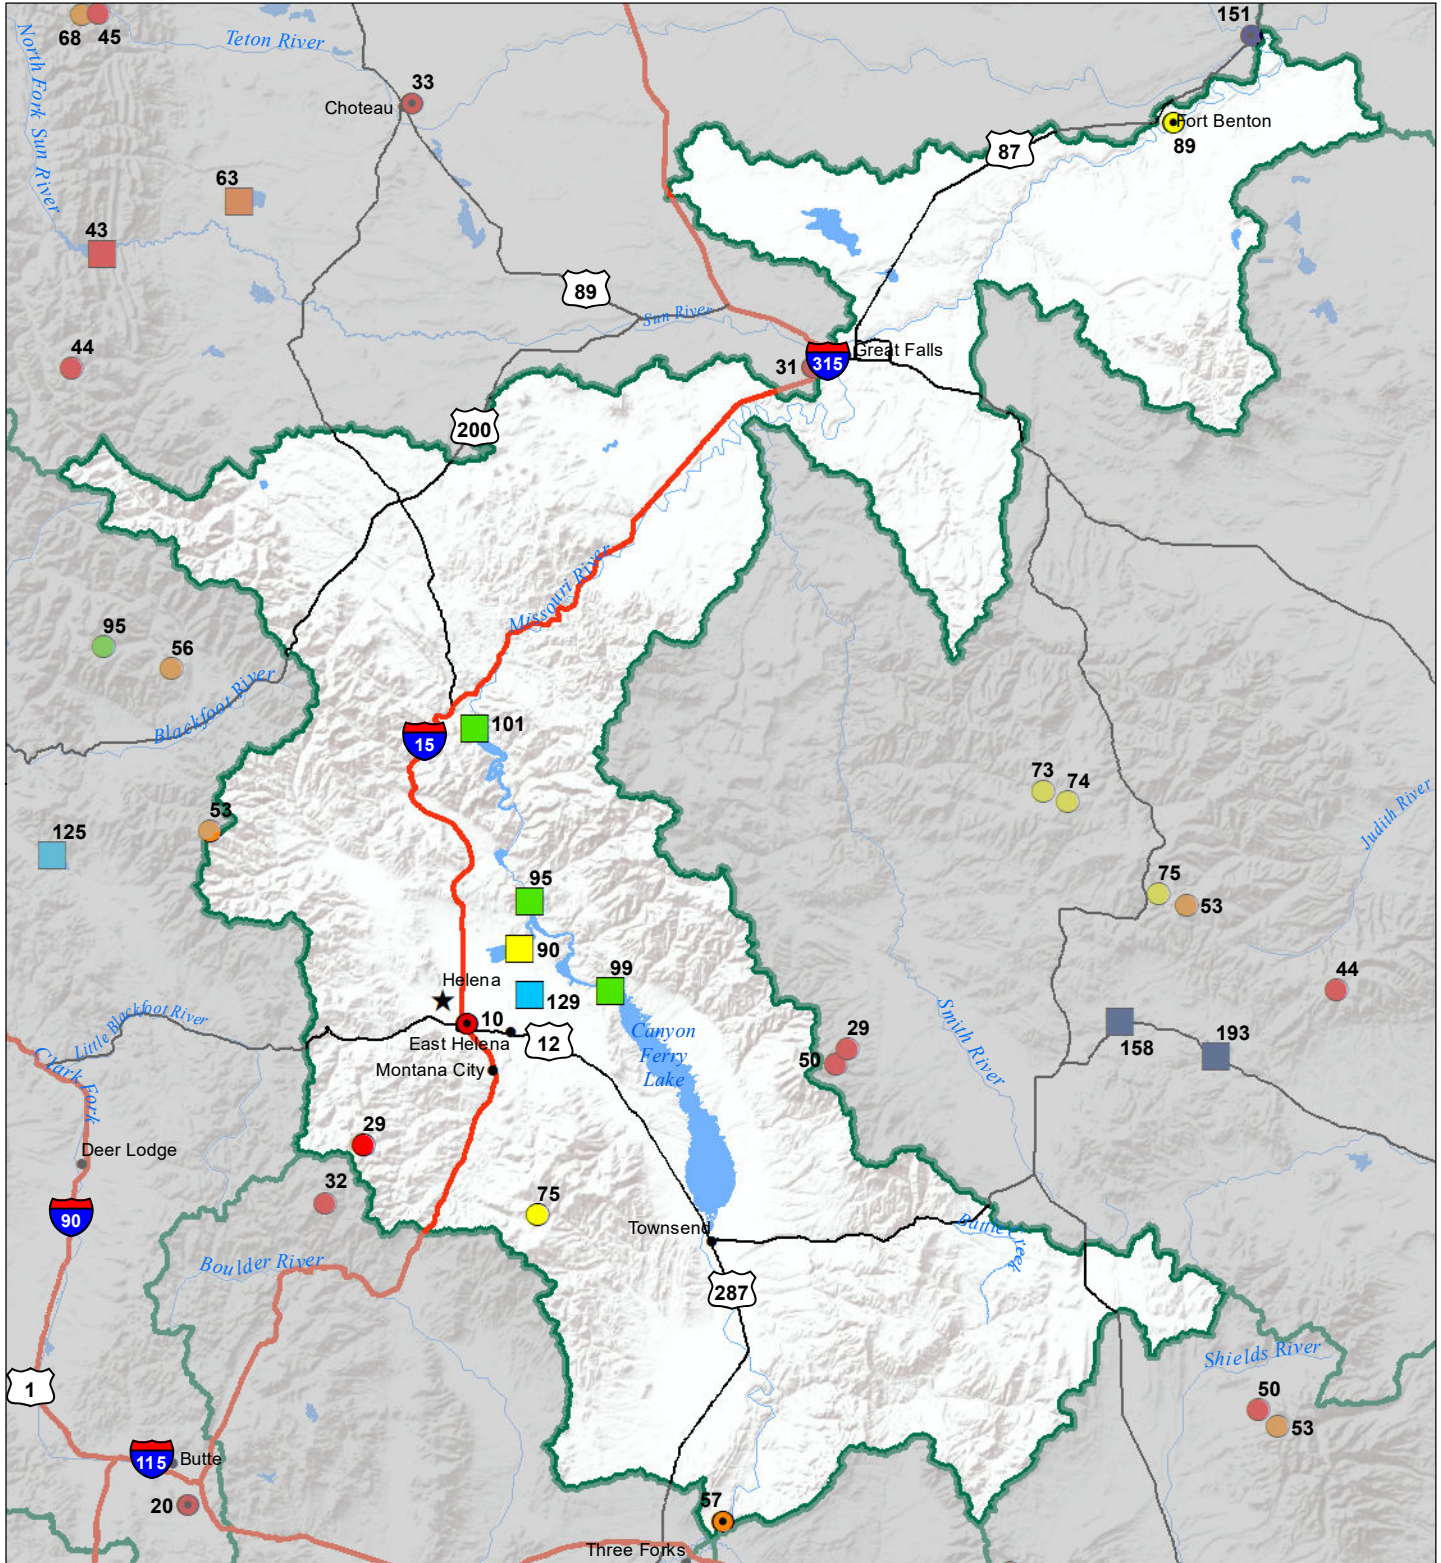 151
68
45
Teton River
North Fork Sun River
33
Choteau
Fort Benton
89
87
63
43
89
Sun River
44
Great Falls
31
315
200
Missouri River
95
56
Blackfoot River
101
15
73
74
Judith River
53
125
75
53
95
90
99
Helena
129
44
10
East Helena
12
Canyon
Ferry
Lake
Smith River
29
50
158
193
Little Blackfoot River
Clark Fork
Montana City
29
Deer Lodge
32
75
90
Townsend
Battle Creek
Boulder River
287
Shields River
1
50
53
115
Butte
20
57
Three Forks